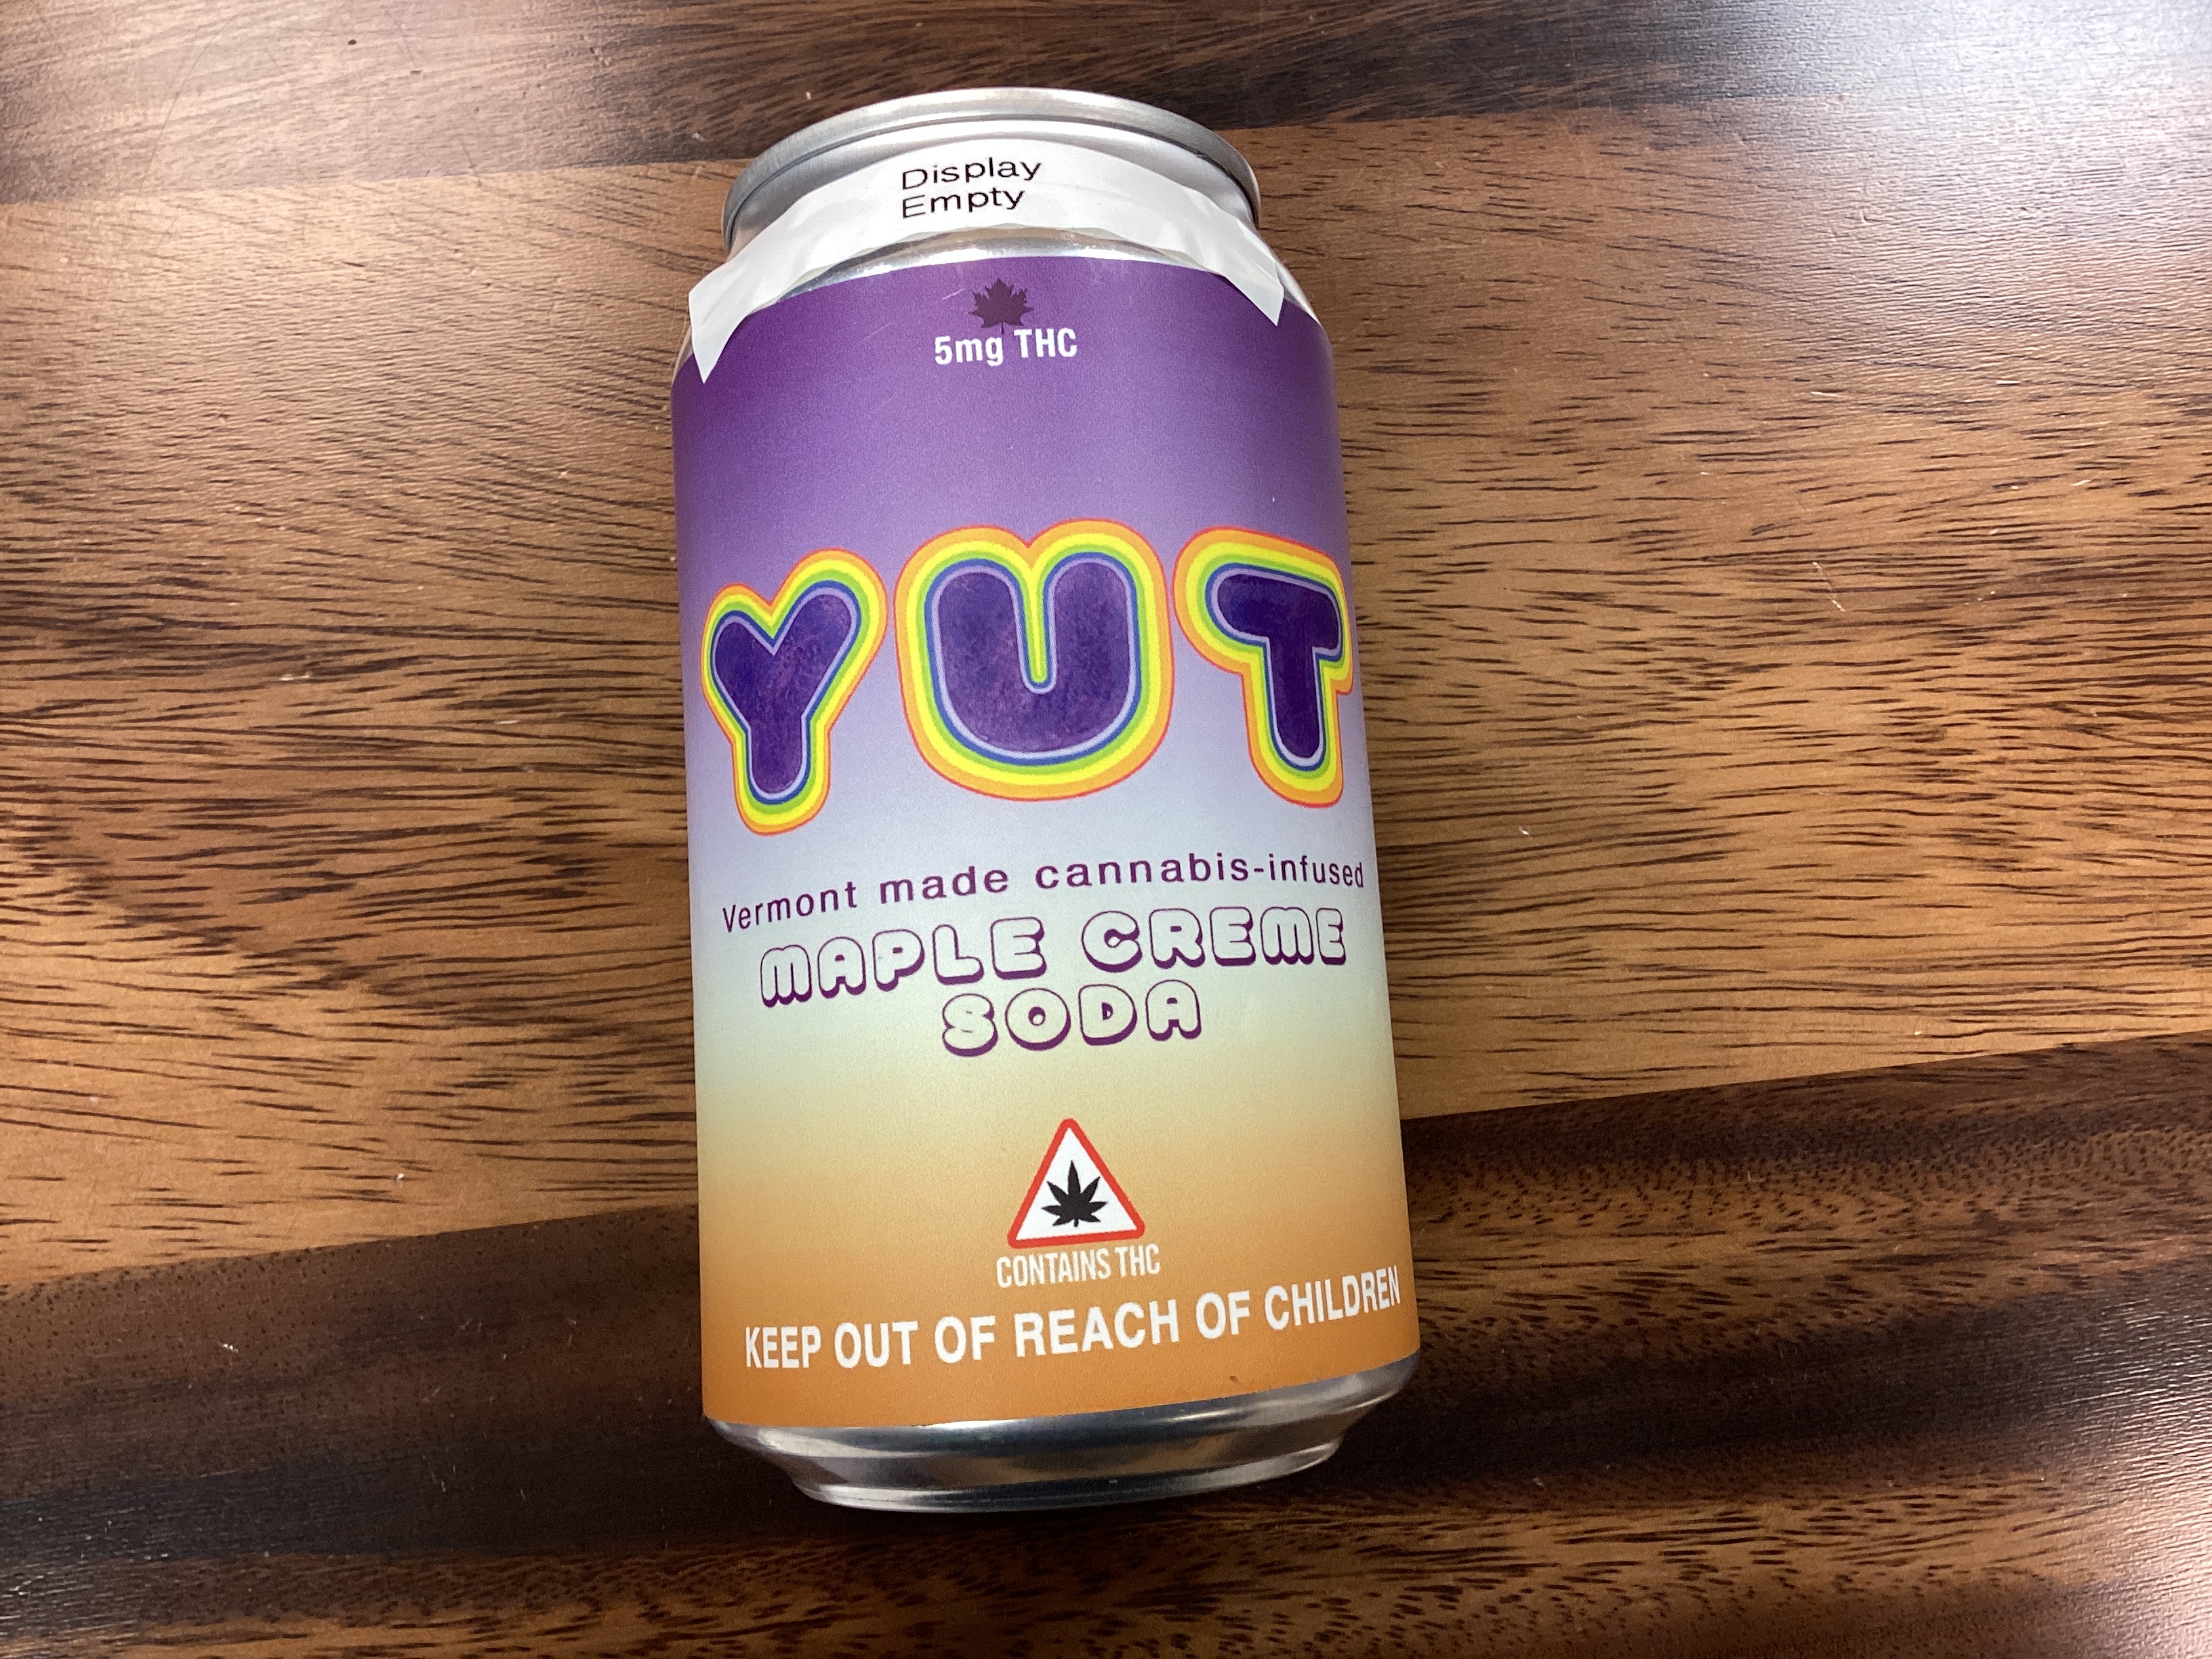 Display
Empty
5mg THC
YUT
Vermont made cannabis-infused
MAPLE CREME
SODA
CONTAINS THC
KEEP OUT OF REACH OF CHILDREN